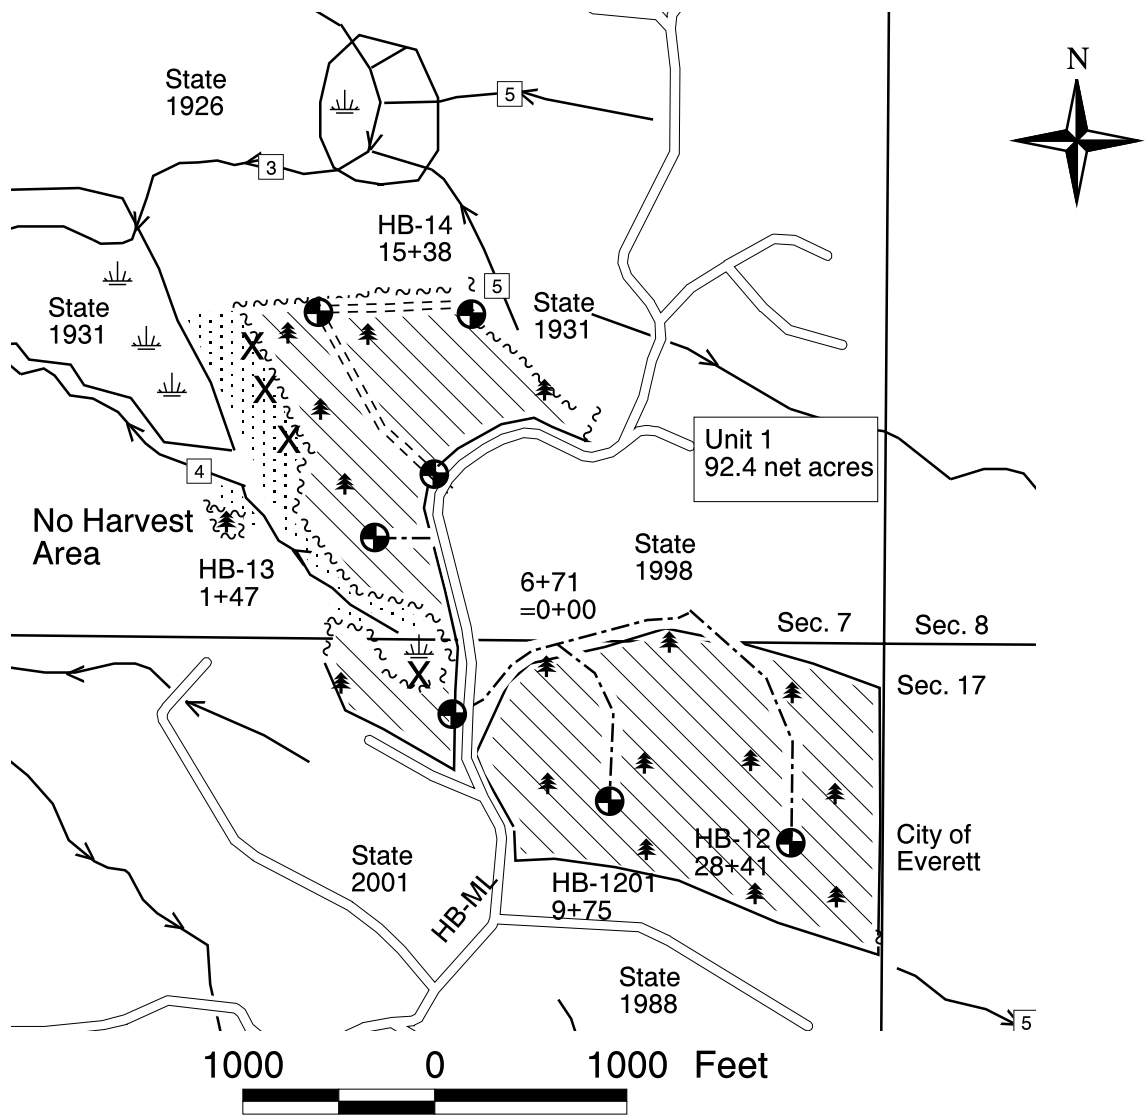 N
State
1926
5
3
HB-14
15+38
5
State
1931
State
1931
Unit 1
92.4 net acres
4
No Harvest
Area
HB-13
1+47
State
1998
6+71
=0+00
Sec. 7
Sec. 8
Sec. 17
X
X
X
X
HB-12
28+41
City of
Everett
State
2001
HB-1201
9+75
HB-ML
State
1988
5
1000 0 1000 Feet